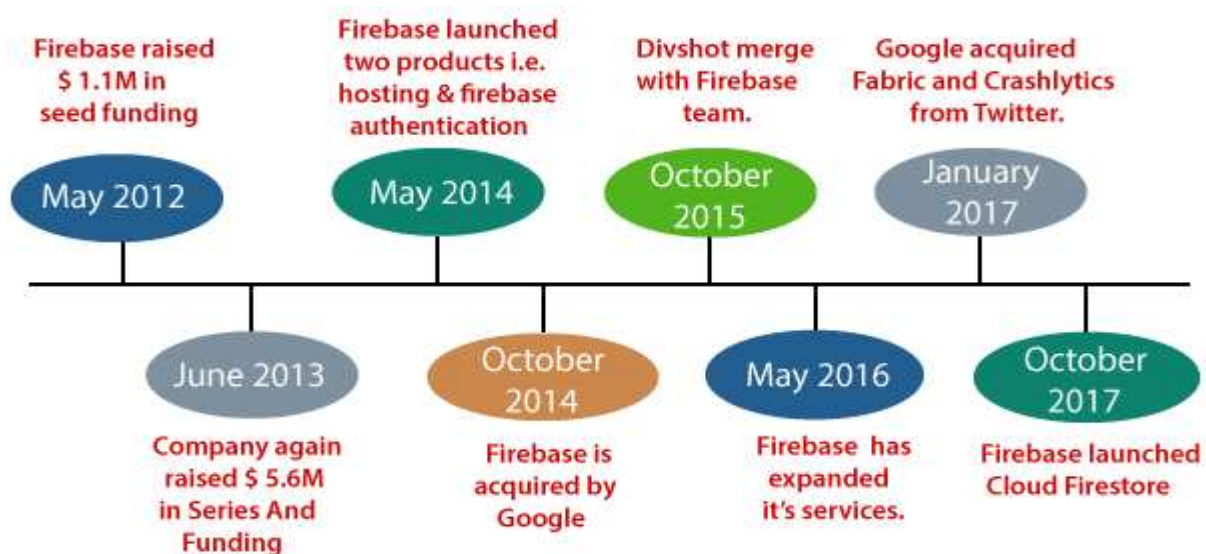 Firebase raised
$ 1.1M in
seed funding
May 2012
June 2013
Company again
raised $ 5.6M
in Series And
Funding
Firebase launched
two products i.e.
hosting & firebase
authentication
May 2014
October
2014
Firebase is
acquired by
Google
Divshot merge
with Firebase
team.
October
2015
May 2016
Firebase has
expanded
it's services.
Google acquired
Fabric and Crashlytics
from Twitter.
January
2017
October
2017
Firebase launched
Cloud Firestore